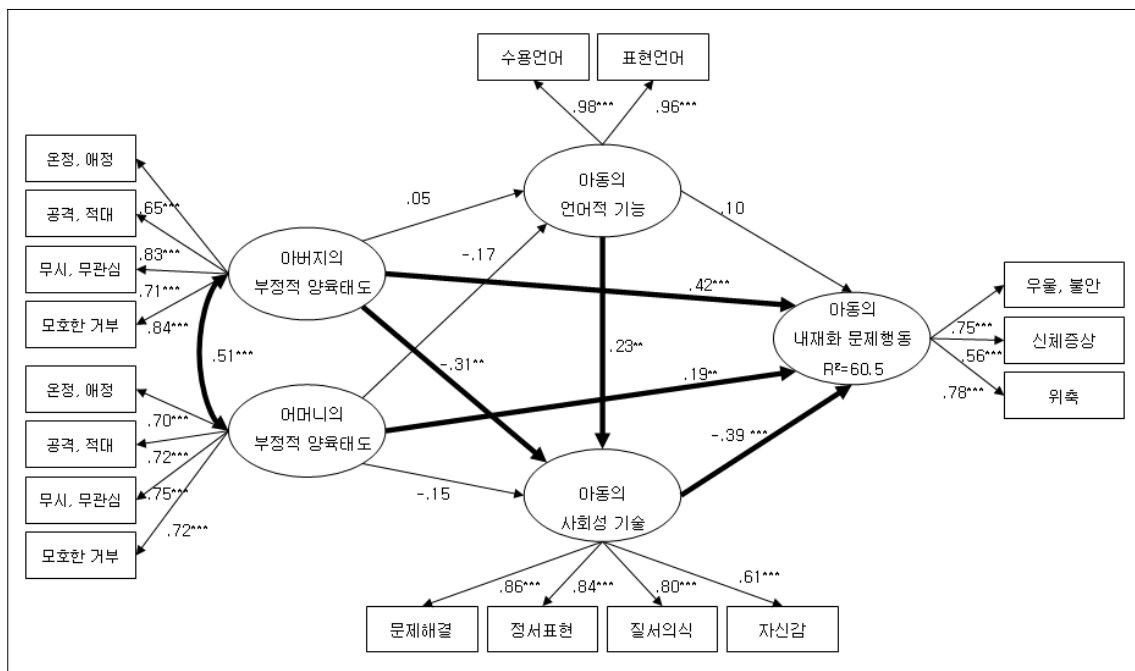 수용언어
표현언어
.98***
.96***
온정, 애정
공격, 적대
무시, 무관심
모호한 거부
.65***
.83***
.71***
.84***
아버지의
부정적 양육태도
.51***
온정, 애정
공격, 적대
무시, 무관심
모호한 거부
.70***
.72***
.75***
.72***
어머니의
부정적 양육태도
.05
-.17
.42***
-.31**
.19**
-.15
아동의
언어적 기능
.10
.23**
아동의
사회성 기술
-.39 ***
아동의
내재화 문제행동
R²=60.5
.75***
.56***
.78***
우울, 불안
신체증상
위축
.86***
.84***
.80***
.61***
문제해결
정서표현
질서의식
자신감